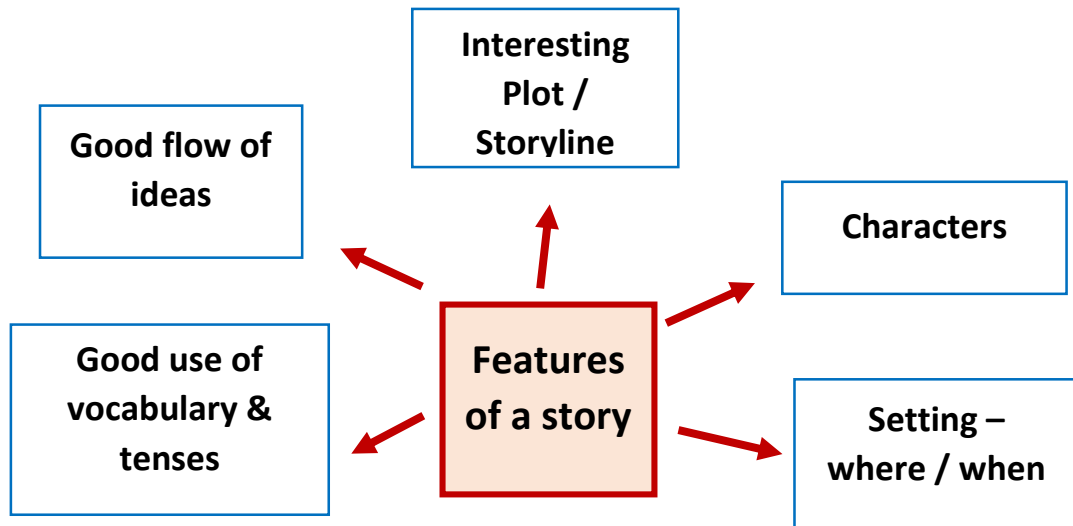 Interesting
Plot /
Storyline
Good flow of
ideas
Characters
Features
of a story
Good use of
vocabulary &
tenses
Setting –
where / when